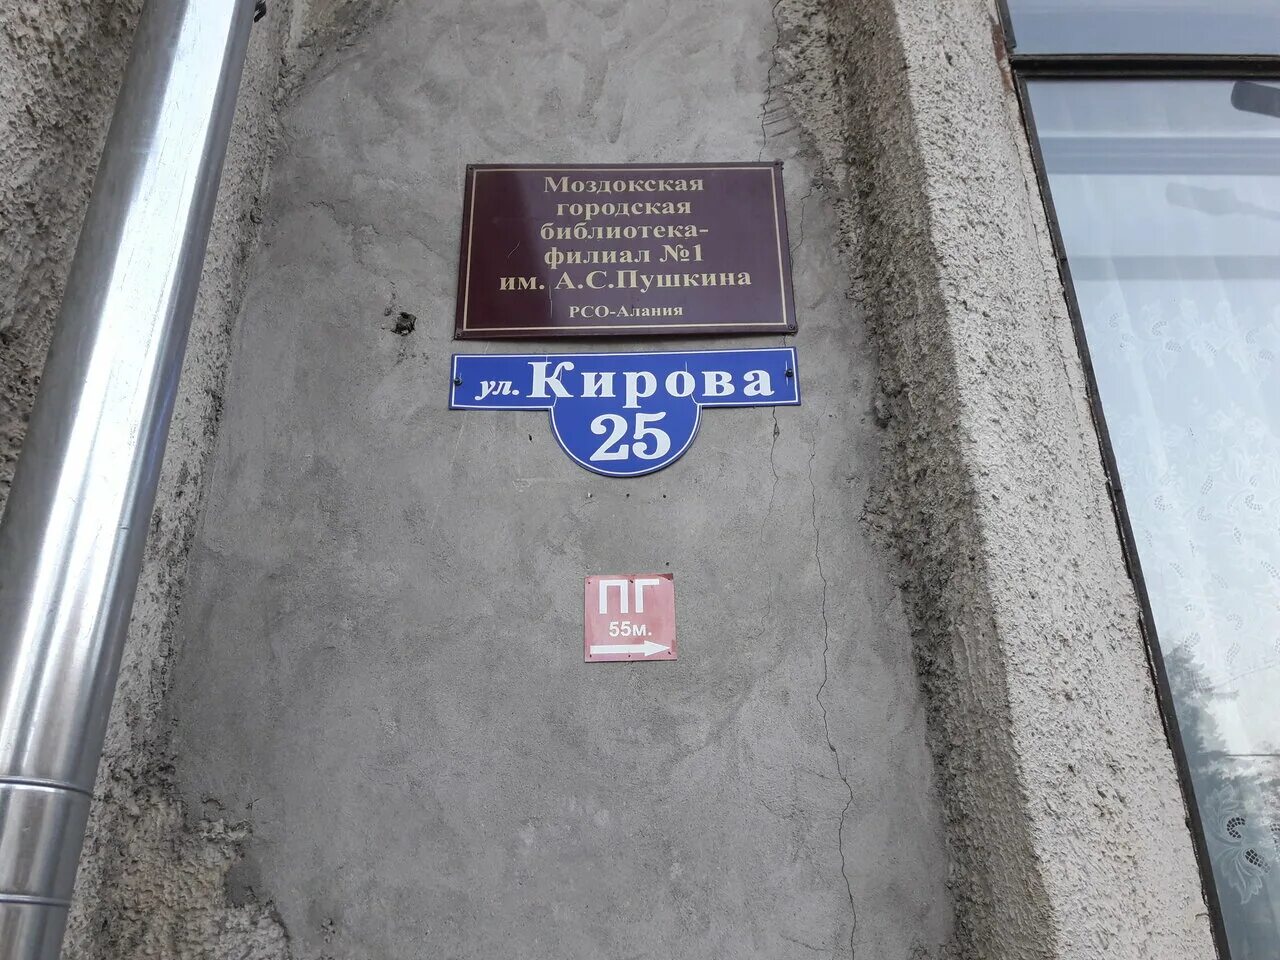 Моздокская
городская
библиотека-
филиал №1
им. А.С.Пушкина
РСО-Алания
ул. Кирова
25
ПГ
55м.